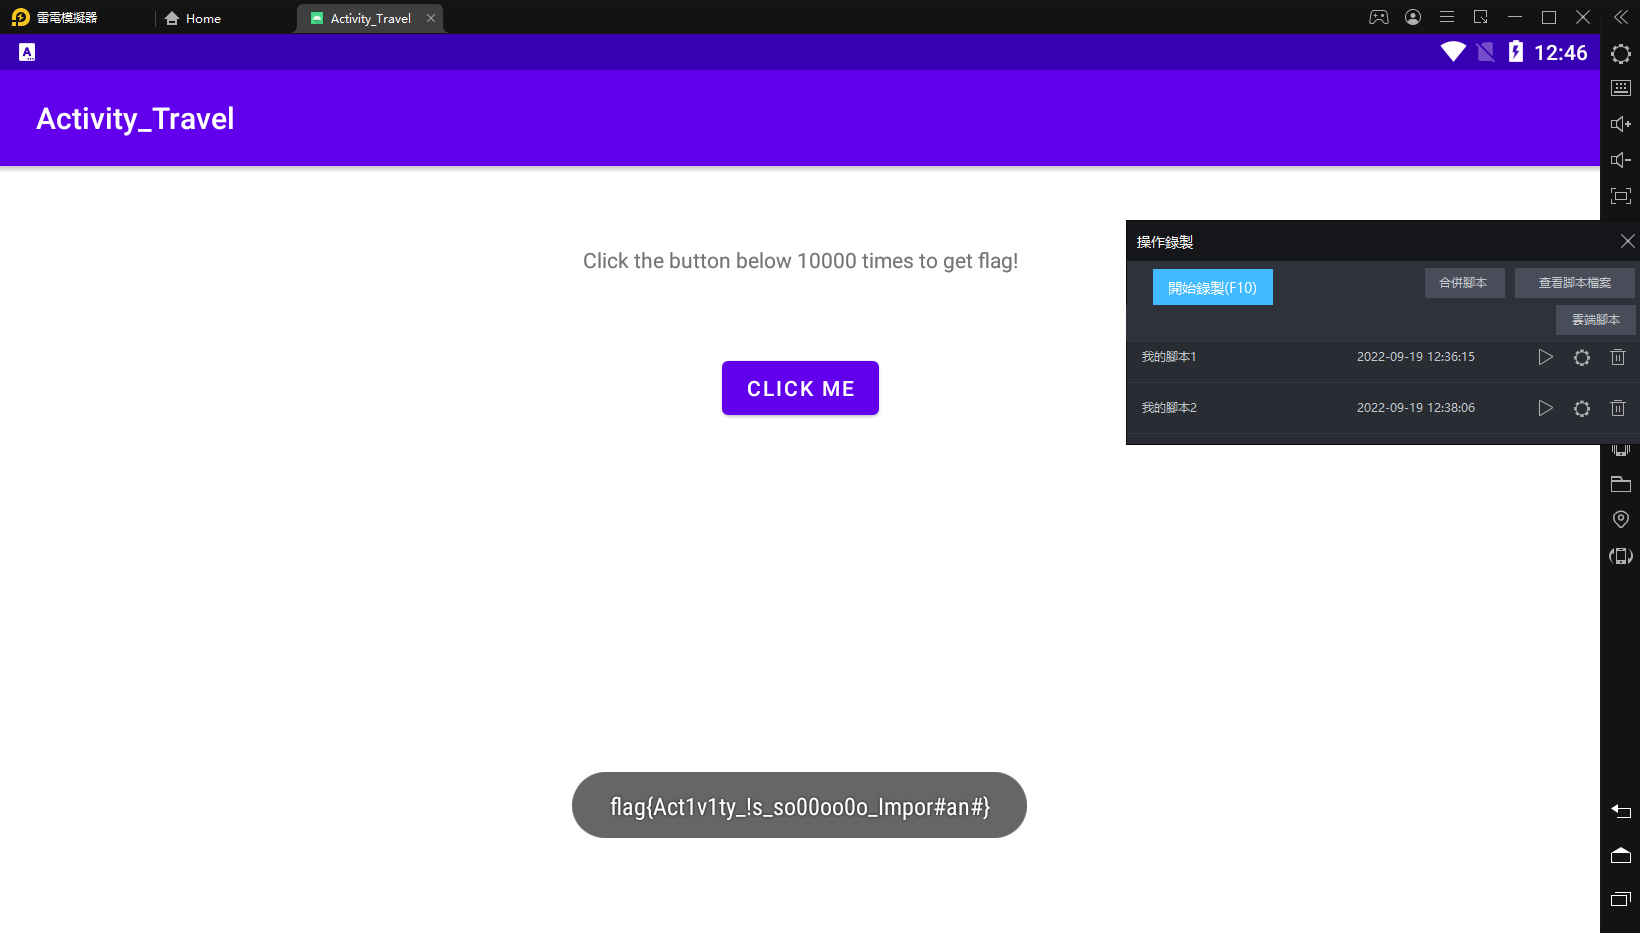 雷電模擬器
Home
Activity_Travel
12:46
Activity_Travel
Click the button below 10000 times to get flag!
CLICK ME
操作錄製
開始錄製(F10)
合併腳本
查看腳本檔案
雲端腳本
我的腳本1 2022-09-19 12:36:15
我的腳本2 2022-09-19 12:38:06
flag{Act1v1ty_!s_so00oo0o_Impor#an#}